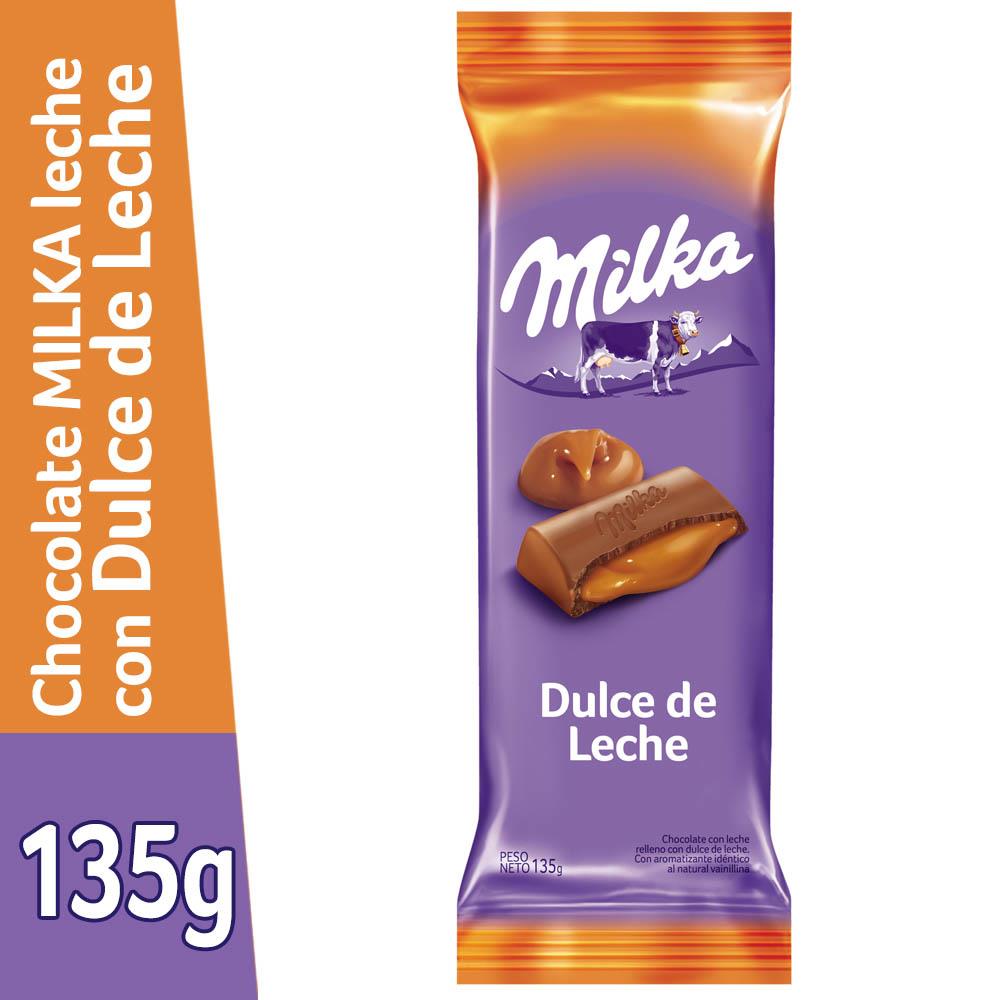 Chocolate MILKA leche
con Dulce de Leche
135g
Milka
Milka
Dulce de
Leche
PESO
NETO 135g
Chocolate con leche
relleno con dulce de leche.
Con aromatizante idéntico
al natural vainillina